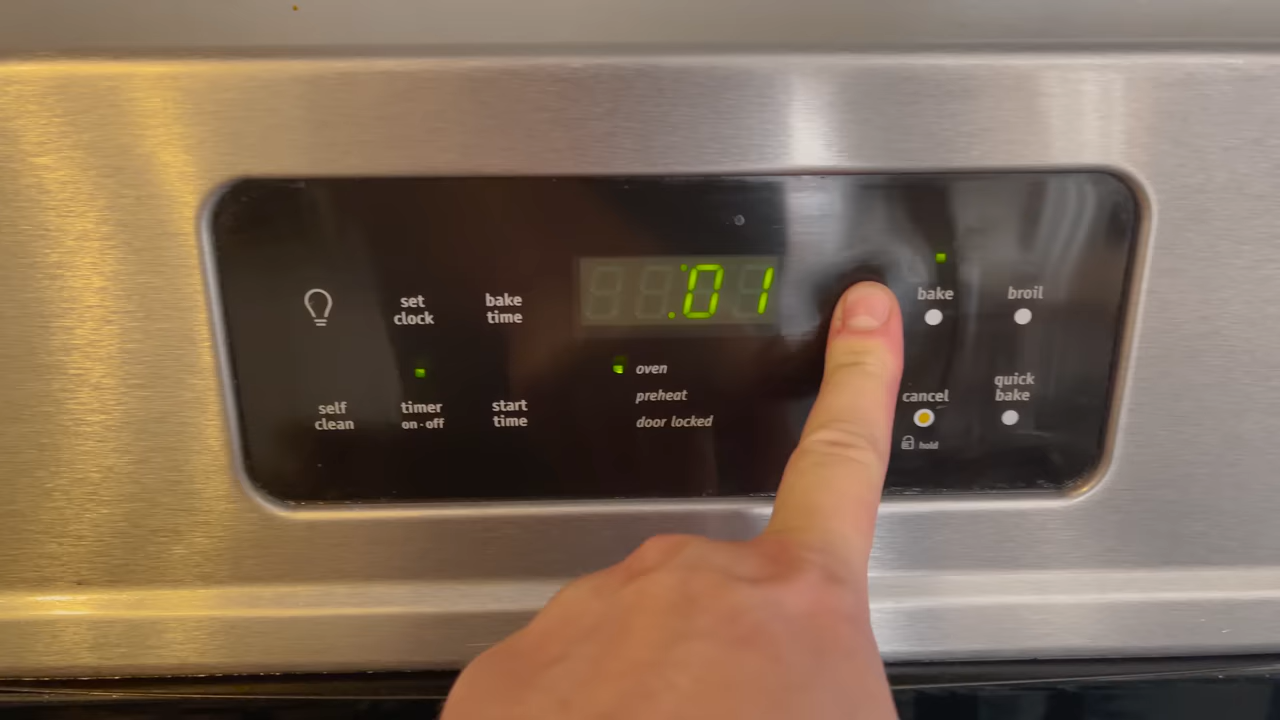 :01
bake
broil
set
clock
bake
time
oven
preheat
door locked
self
clean
timer
on-off
start
time
cancel
hold
quick
bake